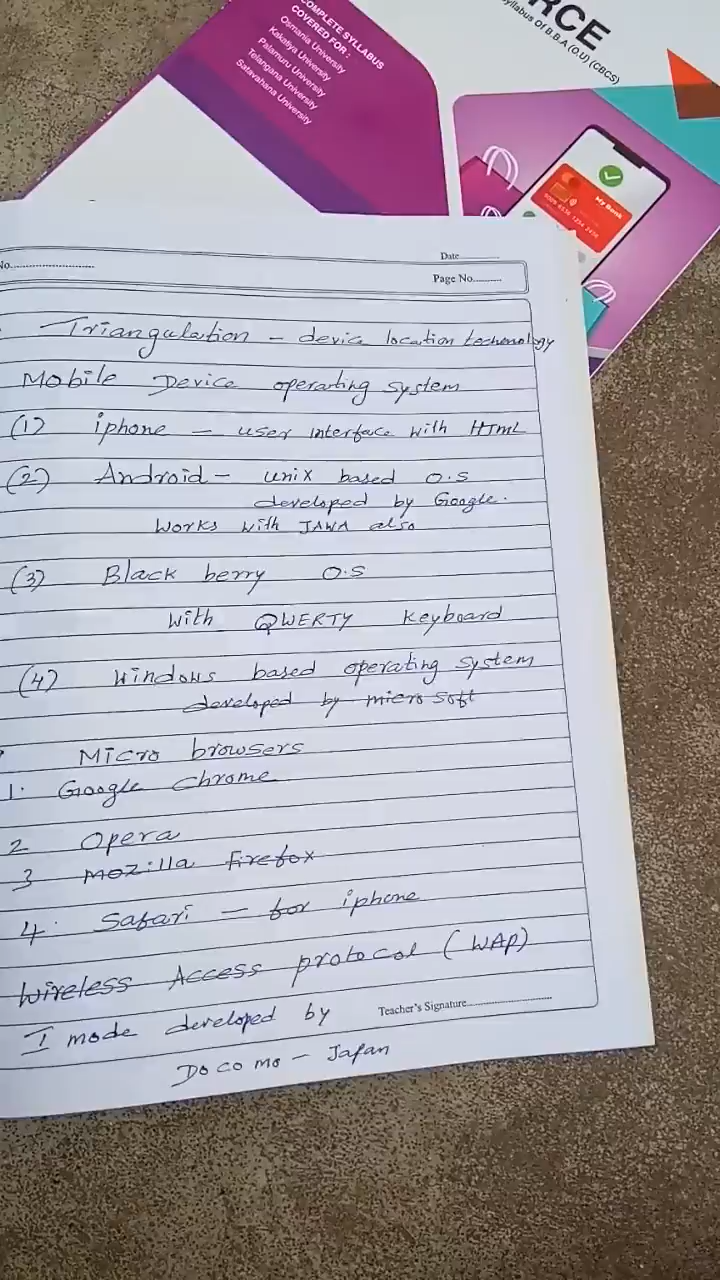 COMPLETE SYLLABUS
COVERED FOR :
Osmania University
Kakatiya University
Palamuru University
Telangana University
Satavahana University
RCE
yllabus Of B.B.A (O.U) (CBCS)
My Bank
No.
Date
Page No.
Triangulation - device location techonology
Mobile Device operating system
(1) iphone - user interface with HTML
(2) Android - unix based O.S
developed by Google.
Works with JAWA also
(3) Black berry O.S
with QWERTY keyboard
(4) Windows based operating system
developed by micro soft
Micro browsers
1. Google chrome
2 Opera
3 Mozilla firefox
4. Safari - for iphone
Wireless Access protocol (WAP)
I mode developed by
Teacher's Signature
Do co mo - Japan